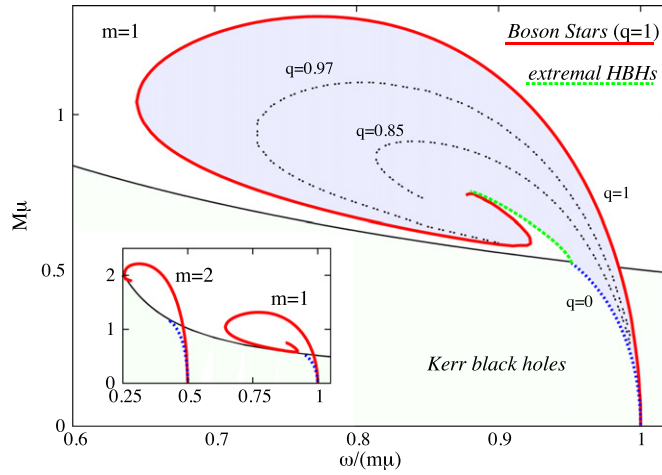 m=1
Boson Stars (q=1)
extremal HBHs
q=0.97
q=0.85
q=1
q=0
Mμ
1
0.5
0
m=2
m=1
2
1
0
0.25
0.5
0.75
1
Kerr black holes
0.6
0.7
0.8
0.9
1
ω/(mμ)